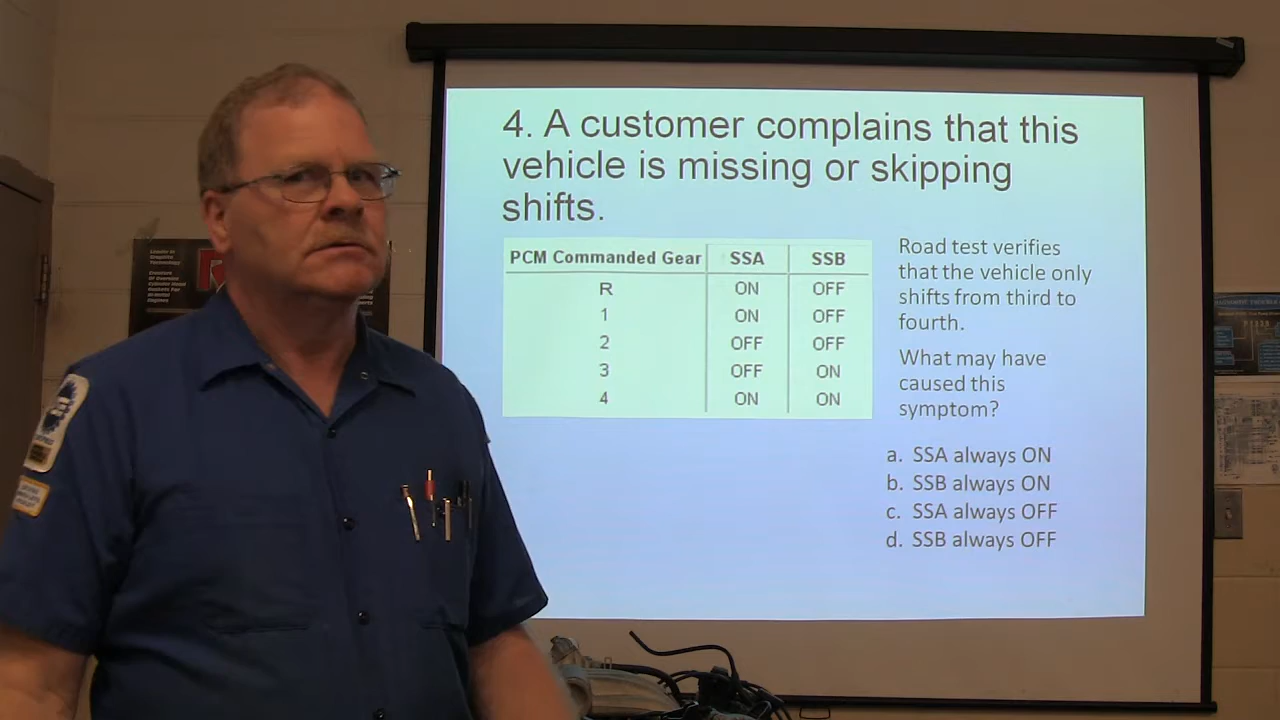 4. A customer complains that this
vehicle is missing or skipping
shifts.
PCM Commanded Gear SSA SSB
R ON OFF
1 ON OFF
2 OFF OFF
3 OFF ON
4 ON ON
Road test verifies
that the vehicle only
shifts from third to
fourth.
What may have
caused this
symptom?
a. SSA always ON
b. SSB always ON
c. SSA always OFF
d. SSB always OFF